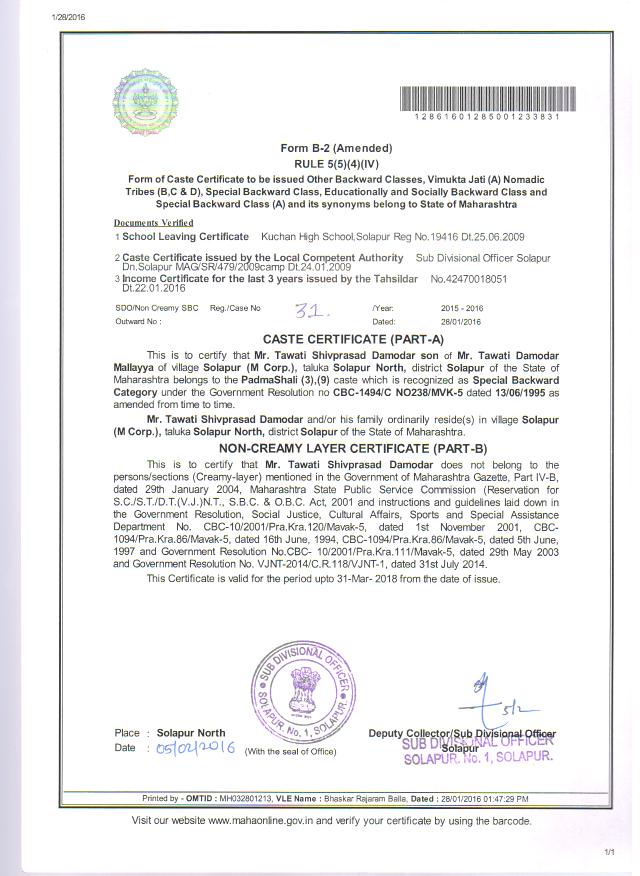 1/28/2016
12861601285001233831
Form B-2 (Amended)
RULE 5(5)(4)(IV)
Form of Caste Certificate to be issued Other Backward Classes, Vimukta Jati (A) Nomadic
Tribes (B,C & D), Special Backward Class, Educationally and Socially Backward Class and
Special Backward Class (A) and its synonyms belong to State of Maharashtra
Documents Verified
1 School Leaving Certificate Kuchan High School,Solapur Reg No.19416 Dt.25.06.2009
2 Caste Certificate issued by the Local Competent Authority Sub Divisional Officer Solapur
Dn.Solapur MAG/SR/479/2009camp Dt.24.01.2009
3 Income Certificate for the last 3 years issued by the Tahsildar No.42470018051
Dt.22.01.2016
SDO/Non Creamy SBC Reg./Case No 31. /Year: 2015 - 2016
Outward No : Dated: 28/01/2016
CASTE CERTIFICATE (PART-A)
This is to certify that Mr. Tawati Shivprasad Damodar son of Mr. Tawati Damodar
Mallayya of village Solapur (M Corp.), taluka Solapur North, district Solapur of the State of
Maharashtra belongs to the PadmaShali (3),(9) caste which is recognized as Special Backward
Category under the Government Resolution no CBC-1494/C NO238/MVK-5 dated 13/06/1995 as
amended from time to time.
Mr. Tawati Shivprasad Damodar and/or his family ordinarily reside(s) in village Solapur
(M Corp.), taluka Solapur North, district Solapur of the State of Maharashtra.
NON-CREAMY LAYER CERTIFICATE (PART-B)
This is to certify that Mr. Tawati Shivprasad Damodar does not belong to the
persons/sections (Creamy-layer) mentioned in the Government of Maharashtra Gazette, Part IV-B,
dated 29th January 2004, Maharashtra State Public Service Commission (Reservation for
S.C./S.T./D.T.(V.J.)N.T., S.B.C. & O.B.C. Act, 2001 and instructions and guidelines laid down in
the Government Resolution, Social Justice, Cultural Affairs, Sports and Special Assistance
Department No. CBC-10/2001/Pra.Kra.120/Mavak-5, dated 1st November 2001, CBC-
1094/Pra.Kra.86/Mavak-5, dated 16th June, 1994, CBC-1094/Pra.Kra.86/Mavak-5, dated 5th June,
1997 and Government Resolution No.CBC- 10/2001/Pra.Kra.111/Mavak-5, dated 29th May 2003
and Government Resolution No. VJNT-2014/C.R.118/VJNT-1, dated 31st July 2014.
This Certificate is valid for the period upto 31-Mar- 2018 from the date of issue.
SUB DIVISIONAL OFFICER
SOLAPUR. No. 1, SOLAPUR.
5/2
Place : Solapur North
Date : 05/02/2016 (With the seal of Office)
Deputy Collector/Sub Divisional Officer
Solapur
SUB DIVISIONAL OFFICER
SOLAPUR. No. 1, SOLAPUR.
Printed by - OMTID : MH032801213, VLE Name : Bhaskar Rajaram Balla, Dated : 28/01/2016 01:47:29 PM
Visit our website www.mahaonline.gov.in and verify your certificate by using the barcode.
1/1